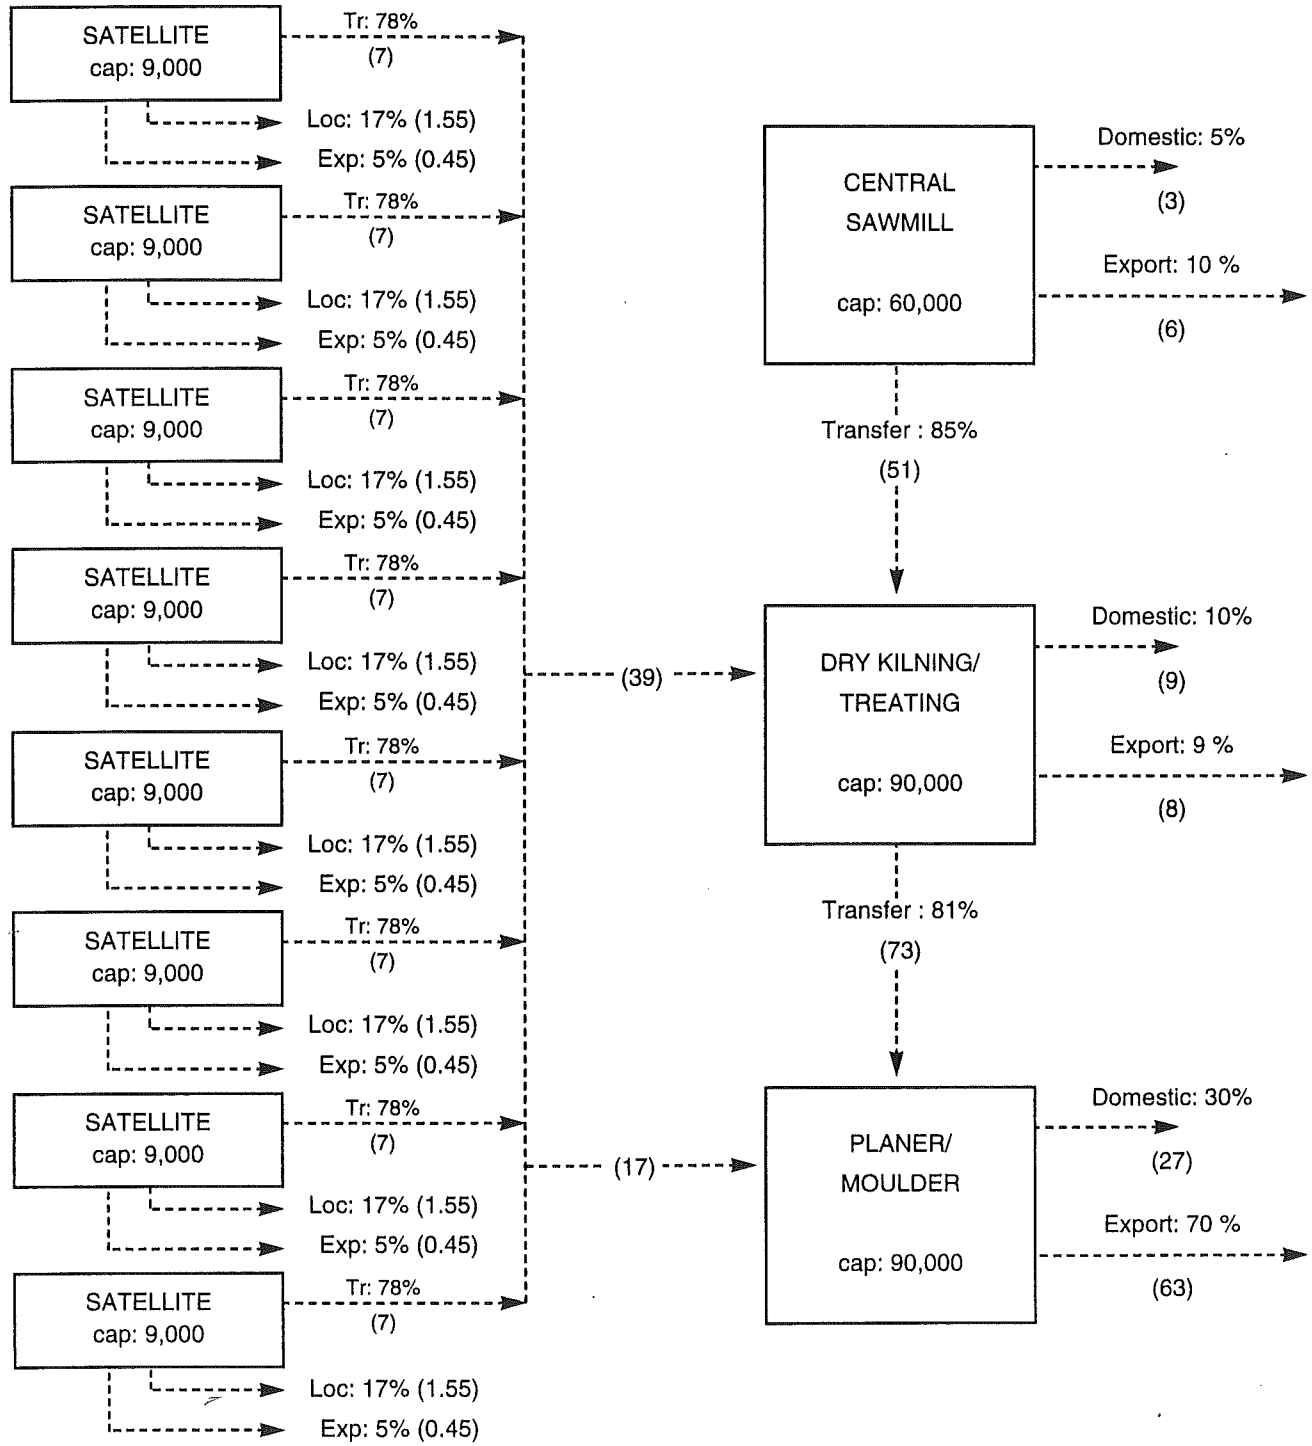 SATELLITE
cap: 9,000
Tr: 78%
(7)
Loc: 17% (1.55)
Exp: 5% (0.45)
SATELLITE
cap: 9,000
Tr: 78%
(7)
Loc: 17% (1.55)
Exp: 5% (0.45)
SATELLITE
cap: 9,000
Tr: 78%
(7)
Loc: 17% (1.55)
Exp: 5% (0.45)
SATELLITE
cap: 9,000
Tr: 78%
(7)
Loc: 17% (1.55)
Exp: 5% (0.45)
SATELLITE
cap: 9,000
Tr: 78%
(7)
Loc: 17% (1.55)
Exp: 5% (0.45)
SATELLITE
cap: 9,000
Tr: 78%
(7)
Loc: 17% (1.55)
Exp: 5% (0.45)
SATELLITE
cap: 9,000
Tr: 78%
(7)
Loc: 17% (1.55)
Exp: 5% (0.45)
SATELLITE
cap: 9,000
Tr: 78%
(7)
Loc: 17% (1.55)
Exp: 5% (0.45)
(39)
(17)
CENTRAL
SAWMILL
cap: 60,000
Domestic: 5%
(3)
Export: 10 %
(6)
Transfer : 85%
(51)
DRY KILNING/
TREATING
cap: 90,000
Domestic: 10%
(9)
Export: 9 %
(8)
Transfer : 81%
(73)
PLANER/
MOULDER
cap: 90,000
Domestic: 30%
(27)
Export: 70 %
(63)